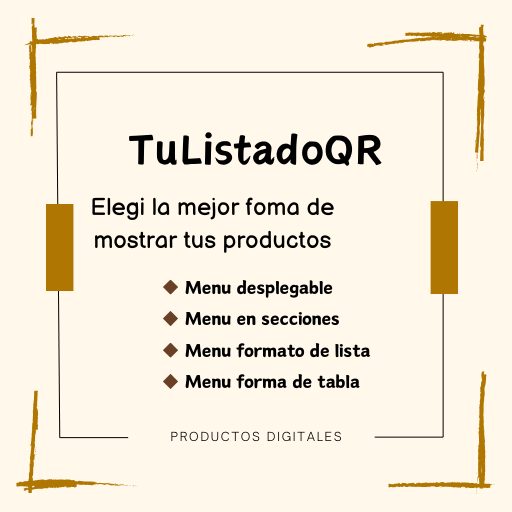 TuListadoQR
Elegi la mejor foma de
mostrar tus productos
Menu desplegable
Menu en secciones
Menu formato de lista
Menu forma de tabla
PRODUCTOS DIGITALES